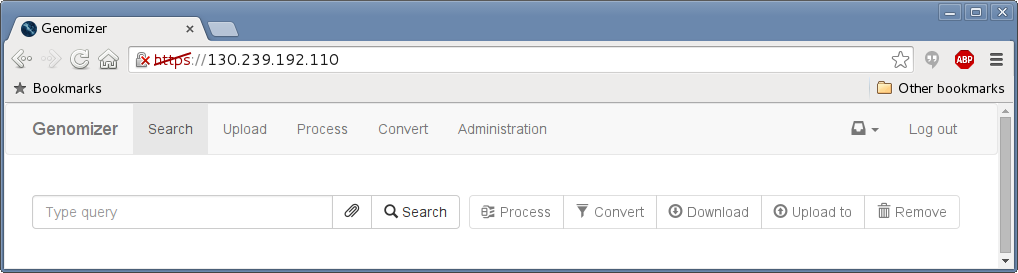 Genomizer
https://130.239.192.110
ABP
Bookmarks Other bookmarks
Genomizer Search Upload Process Convert Administration Log out
Type query Search Process Convert Download Upload to Remove